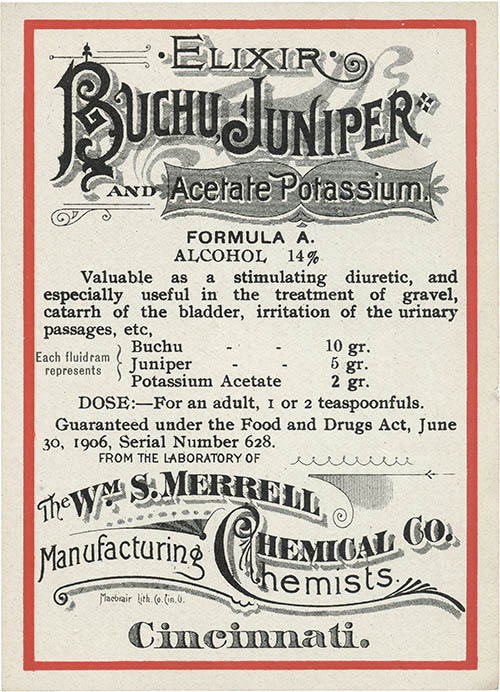 ELIXIR
BUCHU, JUNIPER
AND Acetate Potassium.
FORMULA A.
ALCOHOL 14%
Valuable as a stimulating diuretic, and
especially useful in the treatment of gravel,
catarrh of the bladder, irritation of the urinary
passages, etc,
Each fluidram represents
Buchu - - 10 gr.
Juniper - - 5 gr.
Potassium Acetate 2 gr.
DOSE:—For an adult, 1 or 2 teaspoonfuls.
Guaranteed under the Food and Drugs Act, June
30, 1906, Serial Number 628.
FROM THE LABORATORY OF
The Wm S. MERRELL
CHEMICAL CO.
Manufacturing Chemists.
Macbrair Lith. Co. Cin. O.
Cincinnati.